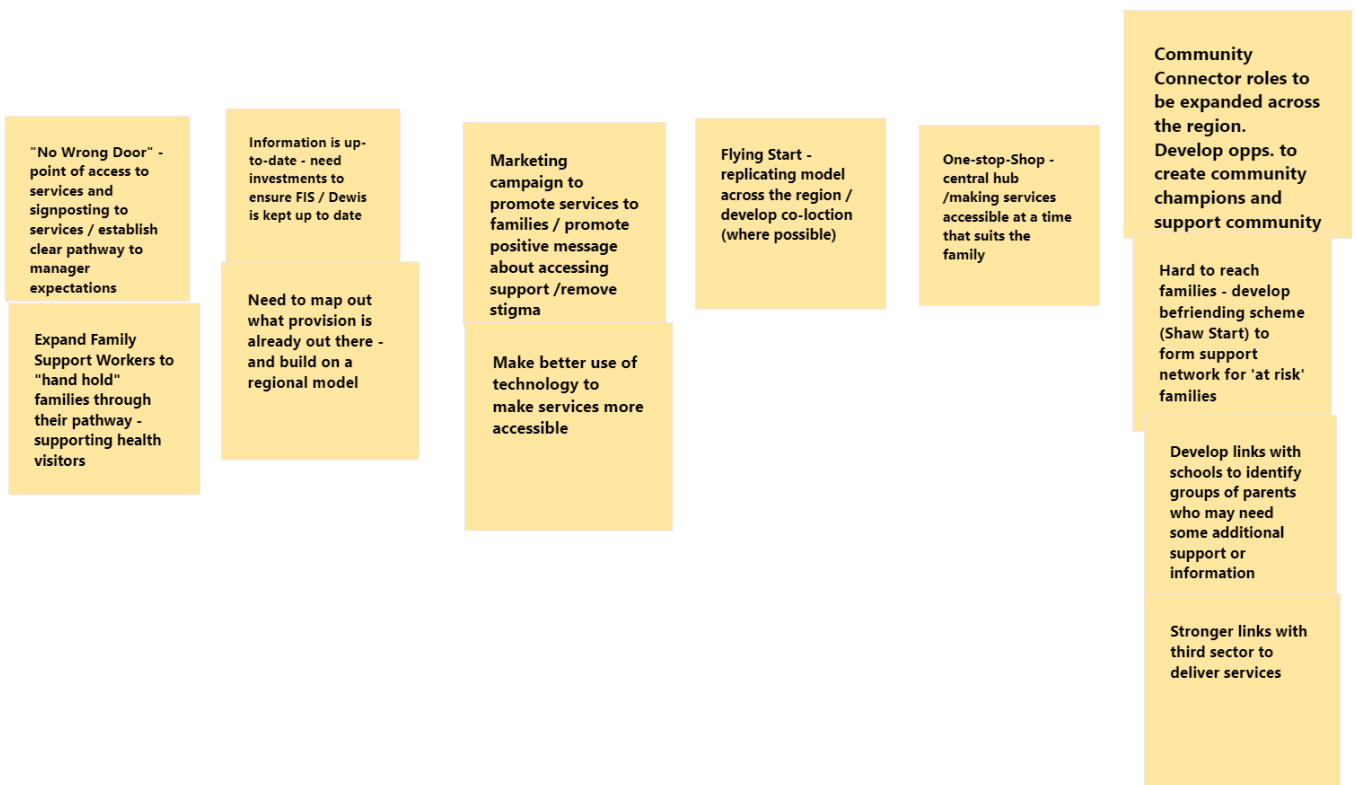 "No Wrong Door" -
point of access to
services and
signposting to
services / establish
clear pathway to
manager
expectations
Expand Family
Support Workers to
"hand hold"
families through
their pathway -
supporting health
visitors
Information is up-
to-date - need
investments to
ensure FIS / Dewis
is kept up to date
Need to map out
what provision is
already out there -
and build on a
regional model
Marketing
campaign to
promote services to
families / promote
positive message
about accessing
support /remove
stigma
Make better use of
technology to
make services more
accessible
Flying Start -
replicating model
across the region /
develop co-loction
(where possible)
One-stop-Shop -
central hub
/making services
accessible at a time
that suits the
family
Community
Connector roles to
be expanded across
the region.
Develop opps. to
create community
champions and
support community
Hard to reach
families - develop
befriending scheme
(Shaw Start) to
form support
network for 'at risk'
families
Develop links with
schools to identify
groups of parents
who may need
some additional
support or
information
Stronger links with
third sector to
deliver services